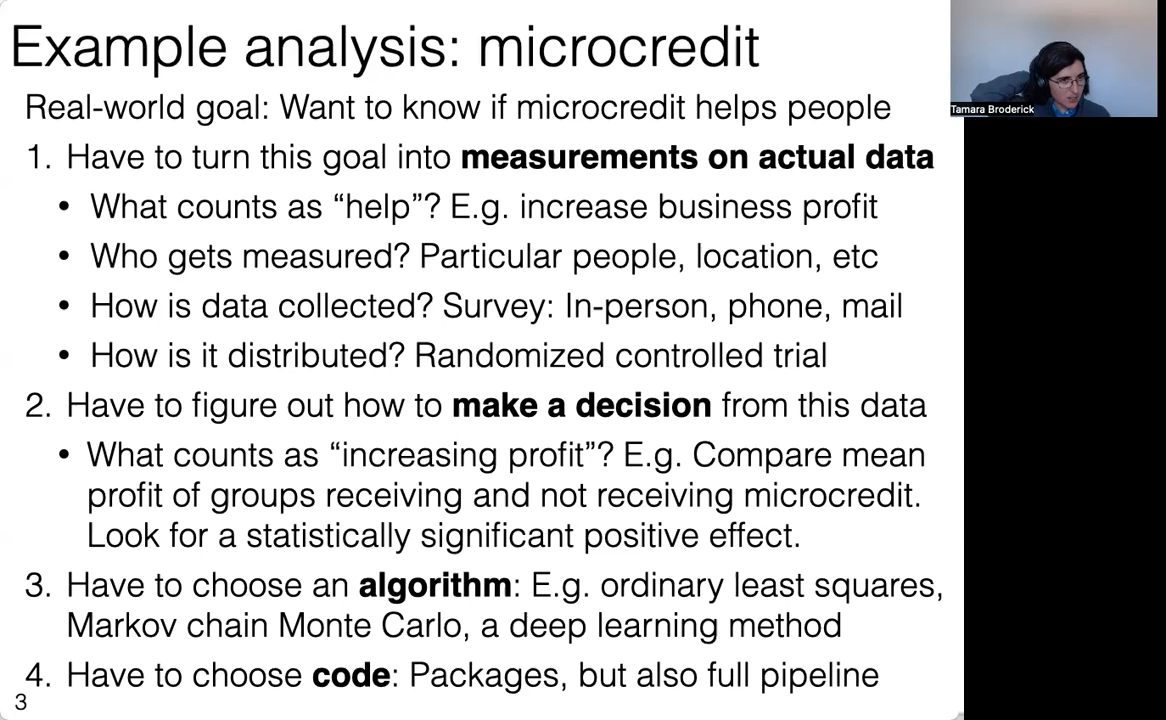 Example analysis: microcredit
Tamara Broderick
Real-world goal: Want to know if microcredit helps people
1. Have to turn this goal into measurements on actual data
• What counts as “help”? E.g. increase business profit
• Who gets measured? Particular people, location, etc
• How is data collected? Survey: In-person, phone, mail
• How is it distributed? Randomized controlled trial
2. Have to figure out how to make a decision from this data
• What counts as “increasing profit”? E.g. Compare mean
profit of groups receiving and not receiving microcredit.
Look for a statistically significant positive effect.
3. Have to choose an algorithm: E.g. ordinary least squares,
Markov chain Monte Carlo, a deep learning method
4. Have to choose code: Packages, but also full pipeline
3